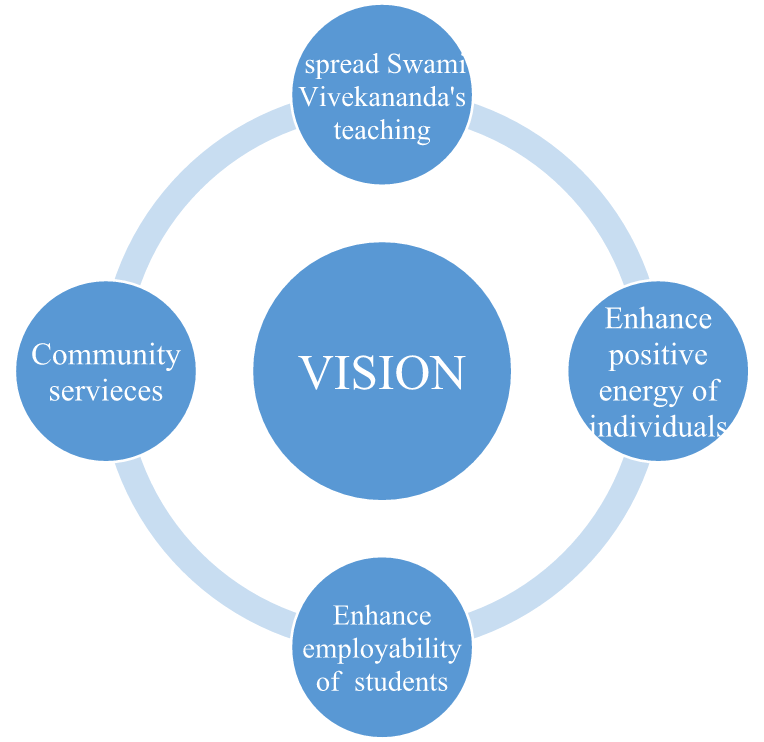 spread Swami
Vivekananda's
teaching
Community
servieces
VISION
Enhance
positive
energy of
individuals
Enhance
employability
of  students